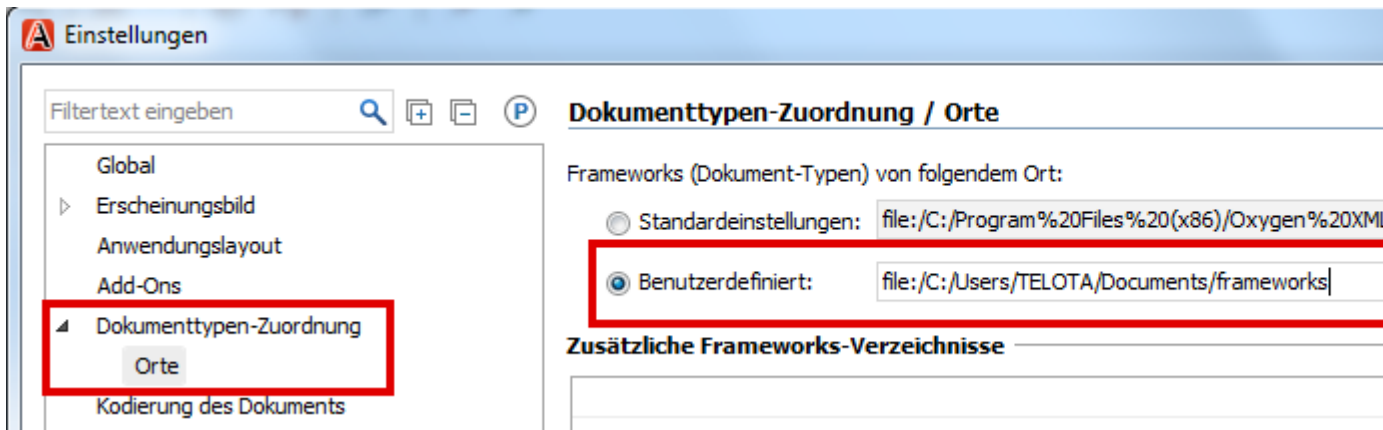 Einstellungen
Filtertext eingeben
P
Global
Erscheinungsbild
Anwendungslayout
Add-Ons
Dokumenttypen-Zuordnung
Orte
Kodierung des Dokuments
Dokumenttypen-Zuordnung / Orte
Frameworks (Dokument-Typen) von folgendem Ort:
Standardeinstellungen: file:/C:/Program%20Files%20(x86)/Oxygen%20XML
Benutzerdefiniert: file:/C:/Users/TELOTA/Documents/frameworks
Zusätzliche Frameworks-Verzeichnisse